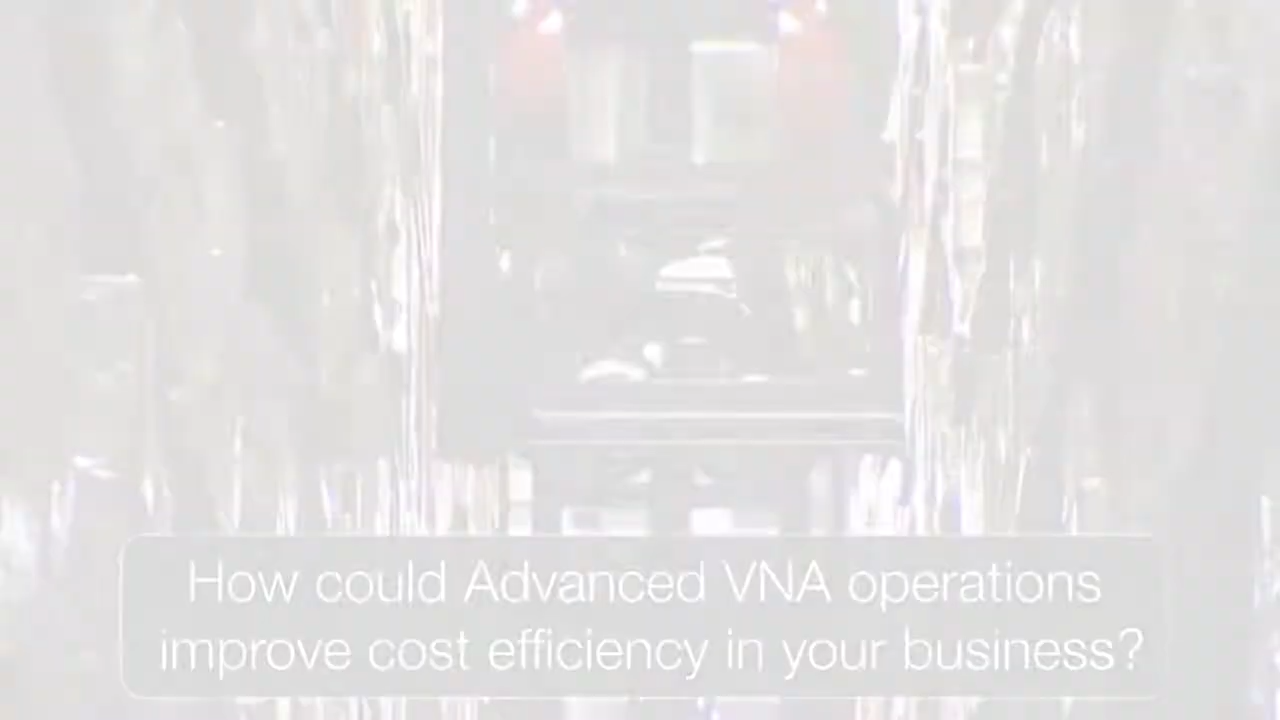 How could Advanced VNA operations
improve cost efficiency in your business?